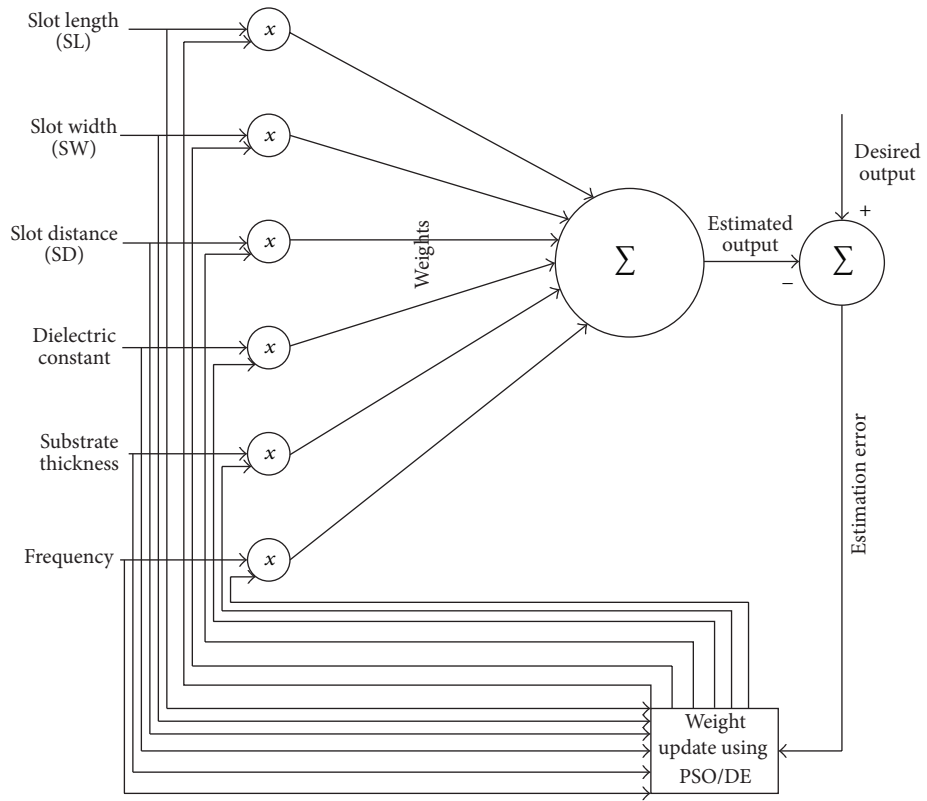 Slot length
(SL)
x
Slot width
(SW)
x
Desired
output
+
Slot distance
(SD)
x
Weights
Σ
Estimated
output
−
Σ
Dielectric
constant
x
Substrate
thickness
x
Estimation error
Frequency
x
Weight
update using
PSO/DE